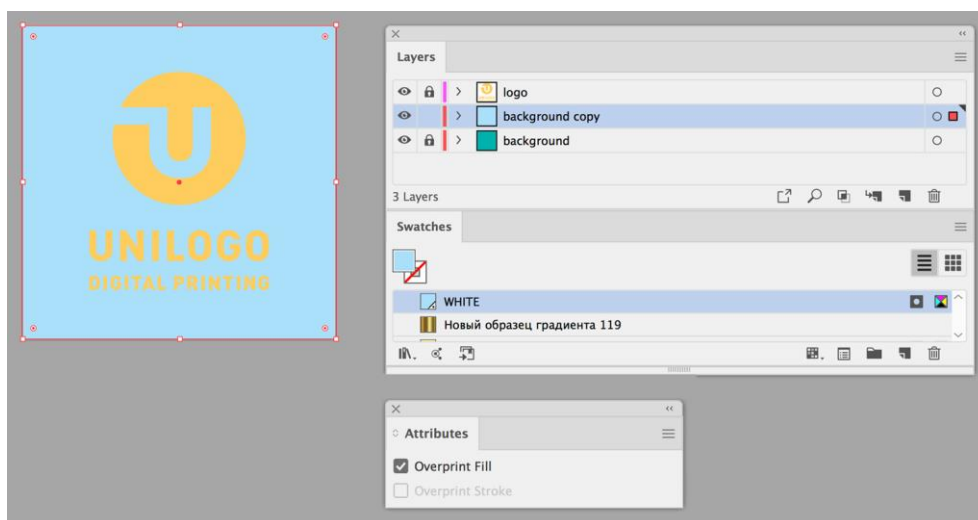 UNILOGO
DIGITAL PRINTING
Layers
logo
background copy
background
3 Layers
Swatches
WHITE
Новый образец градиента 119
Attributes
Overprint Fill
Overprint Stroke